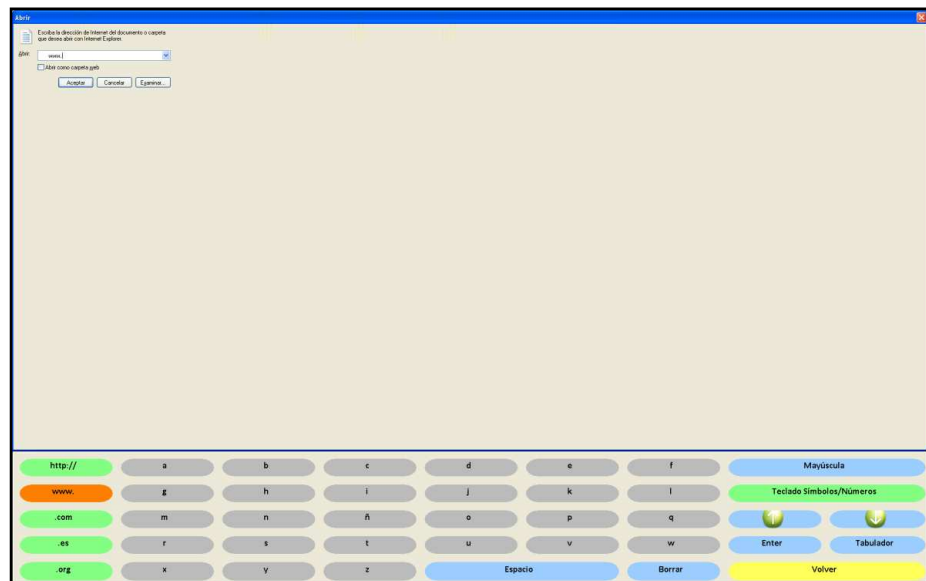 Abrir
Escriba la dirección de Internet del documento o carpeta
que desea abrir con Internet Explorer.
Abrir:
www.
Abrir como carpeta web
Aceptar Cancelar Examinar...
http:// a b c d e f Mayúscula
www. g h i j k l Teclado Símbolos/Números
.com m n ñ o p q
.es r s t u v w Enter Tabulador
.org x y z Espacio Borrar Volver